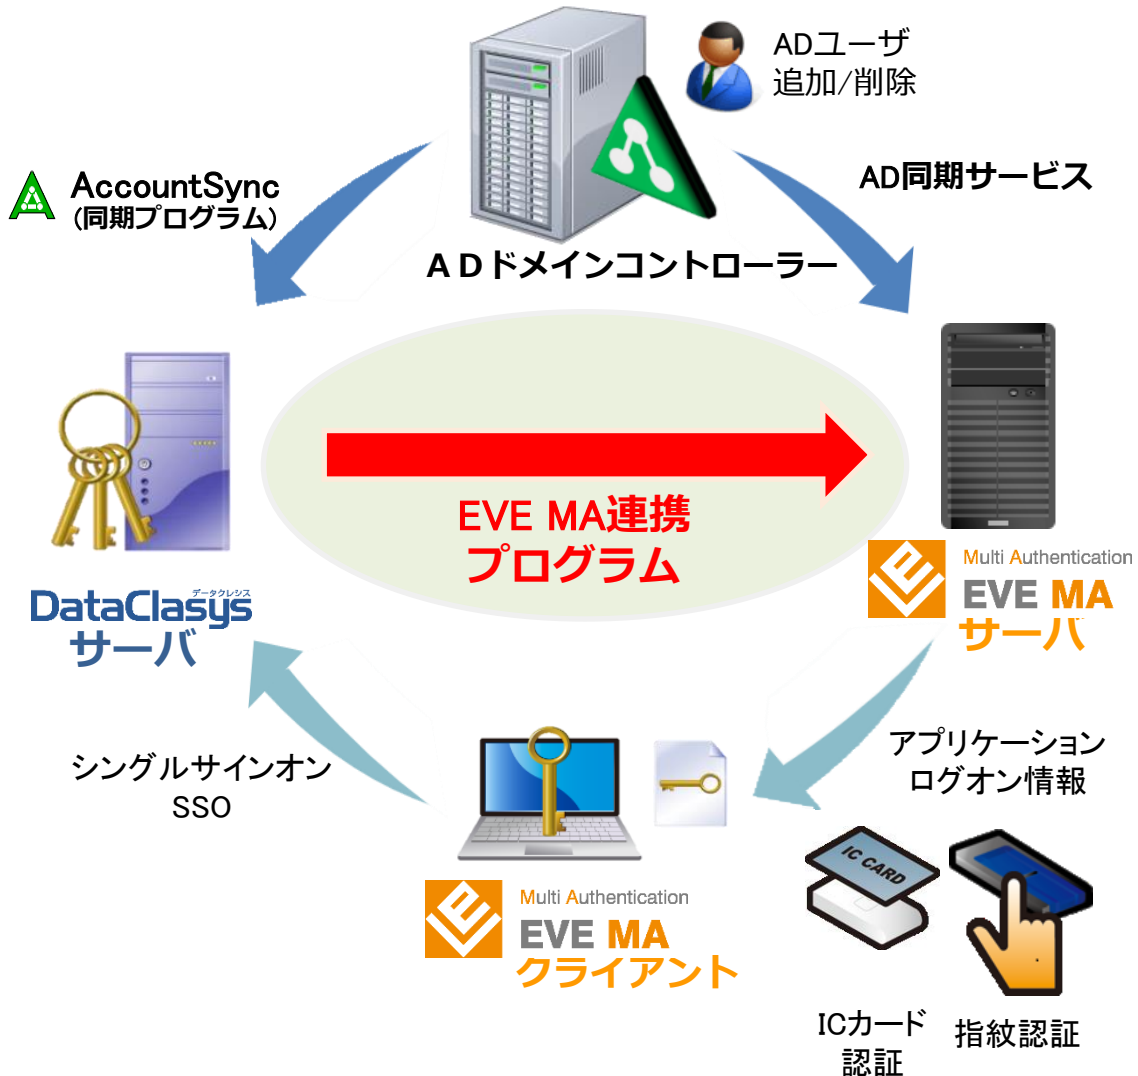 ADユーザ
追加/削除
AccountSync
(同期プログラム)
AD同期サービス
ＡＤドメインコントローラー
EVE MA連携
プログラム
データクレシス
DataClasys
サーバ
Multi Authentication
EVE MA
サーバ
シングルサインオン
SSO
アプリケーション
ログオン情報
IC CARD
Multi Authentication
EVE MA
クライアント
ICカード
認証
指紋認証